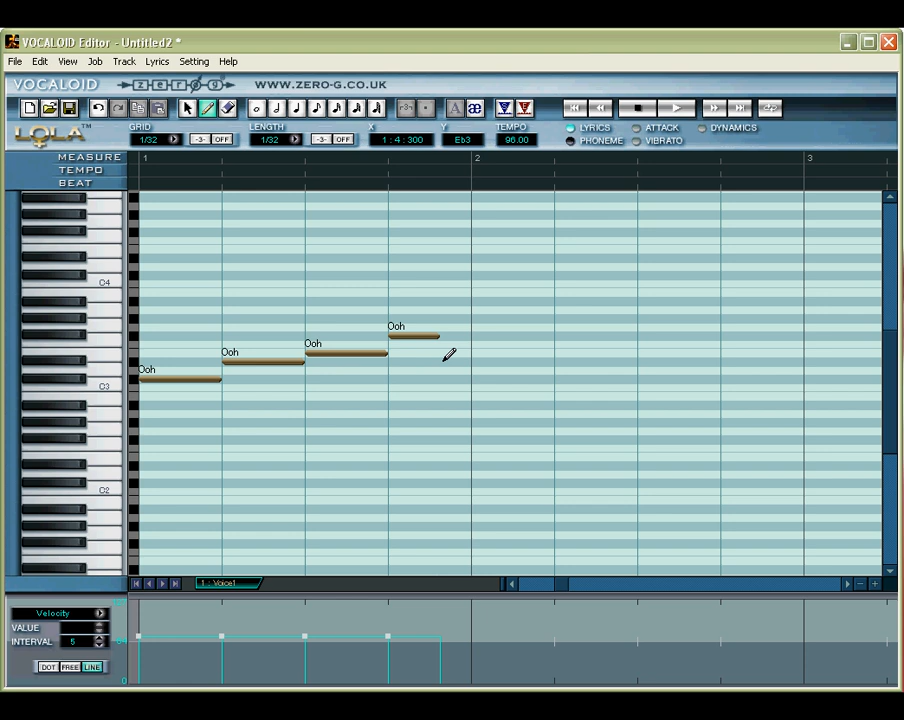 VOCALOID Editor - Untitled2 *
File Edit View Job Track Lyrics Setting Help
VOCALOID zerøg WWW.ZERO-G.CO.UK
LOLA™
GRID LENGTH X Y TEMPO
1/32 -3- OFF 1/32 -3- OFF 1:4:300 Eb3 96.00
LYRICS ATTACK DYNAMICS
PHONEME VIBRATO
MEASURE 1 2 3
TEMPO
BEAT
C4
Ooh
Ooh
Ooh
Ooh
C3
C2
1 : Voice1
Velocity
VALUE
INTERVAL 5
0
DOT FREE LINE